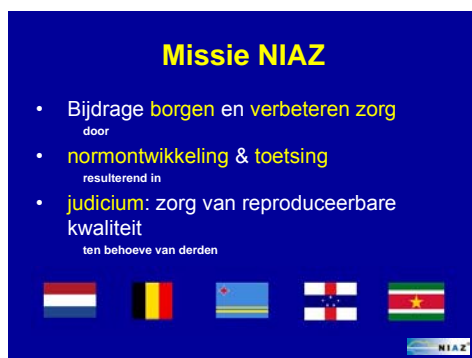 Missie NIAZ
• Bijdrage borgen en verbeteren zorg
door
• normontwikkeling & toetsing
resulterend in
• judicium: zorg van reproduceerbare
kwaliteit
ten behoeve van derden
NIAZ